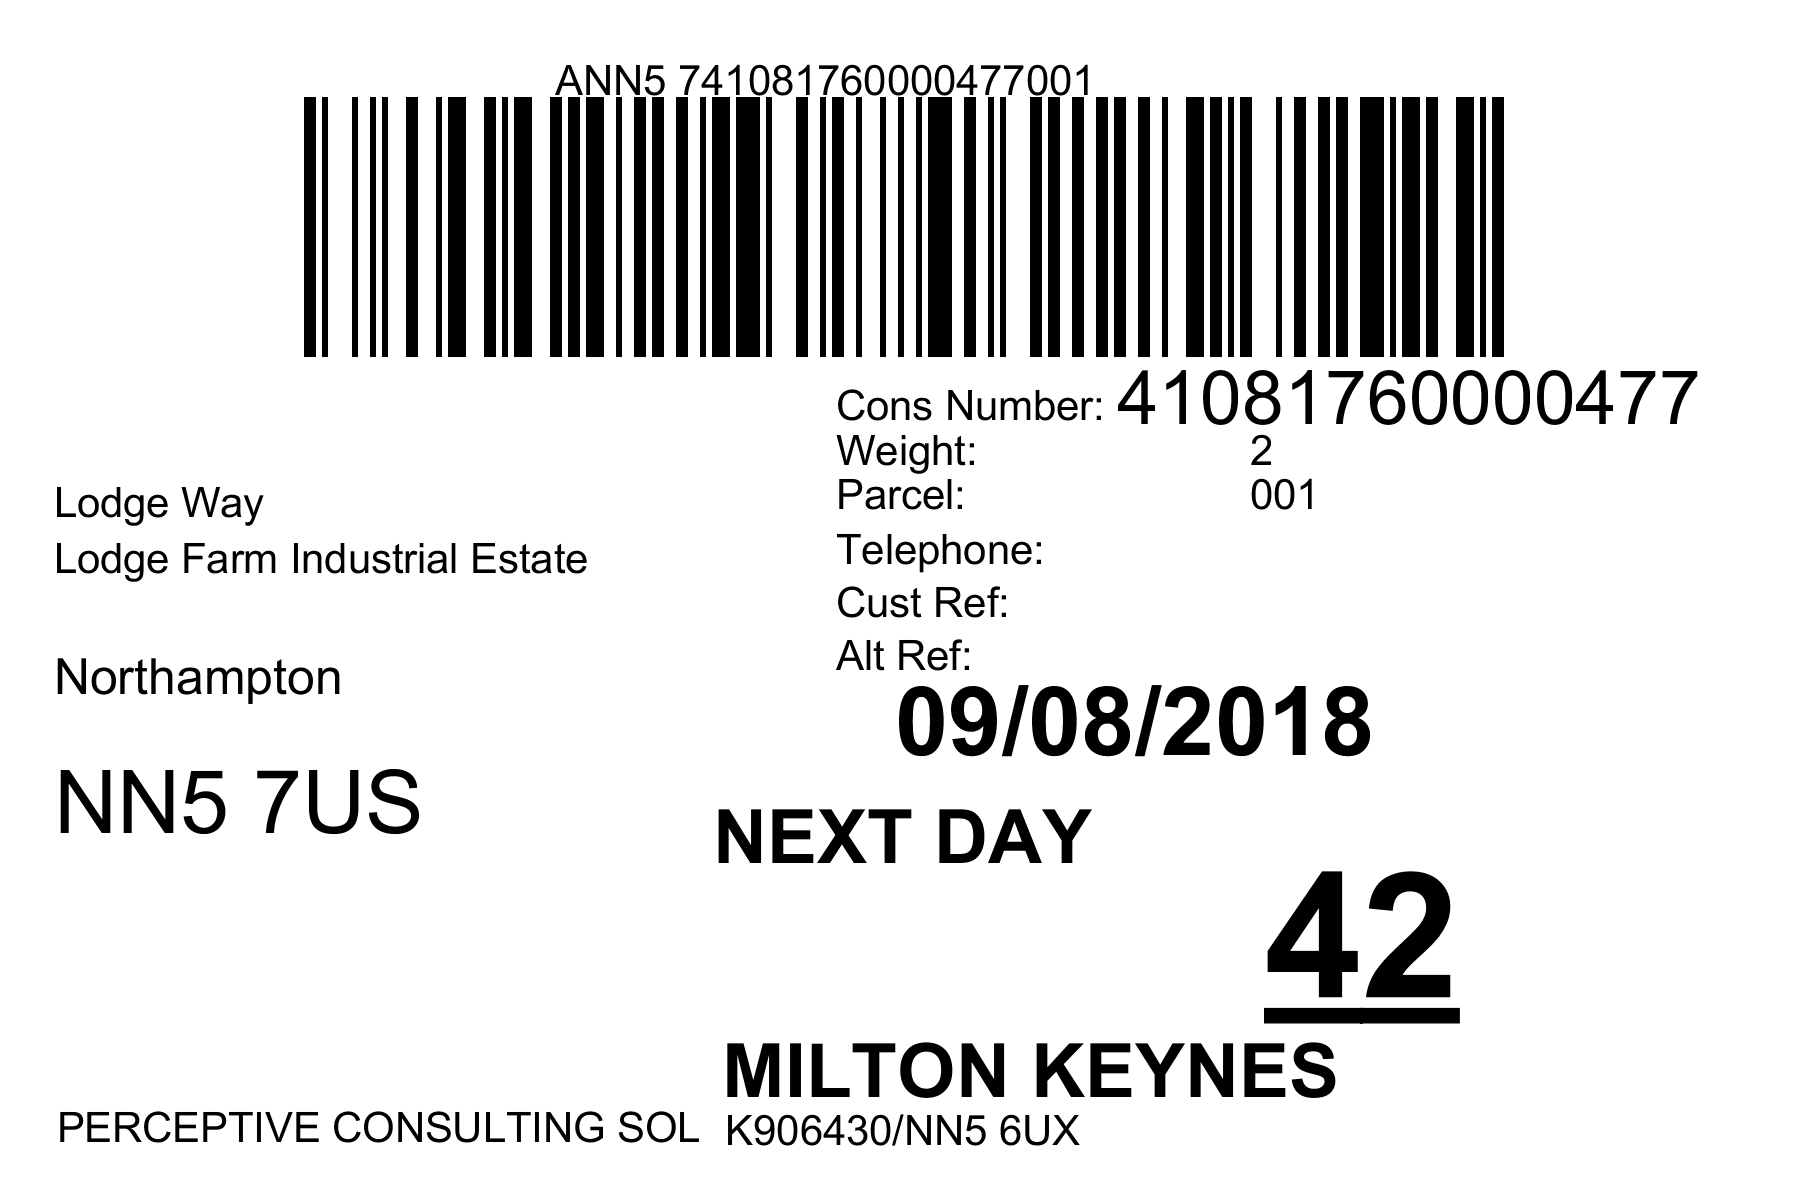 ANN5 741081760000477001
Cons Number: 41081760000477
Weight: 2
Parcel: 001
Telephone:
Cust Ref:
Alt Ref:
Lodge Way
Lodge Farm Industrial Estate
Northampton
NN5 7US
09/08/2018
NEXT DAY
42
MILTON KEYNES
PERCEPTIVE CONSULTING SOL K906430/NN5 6UX